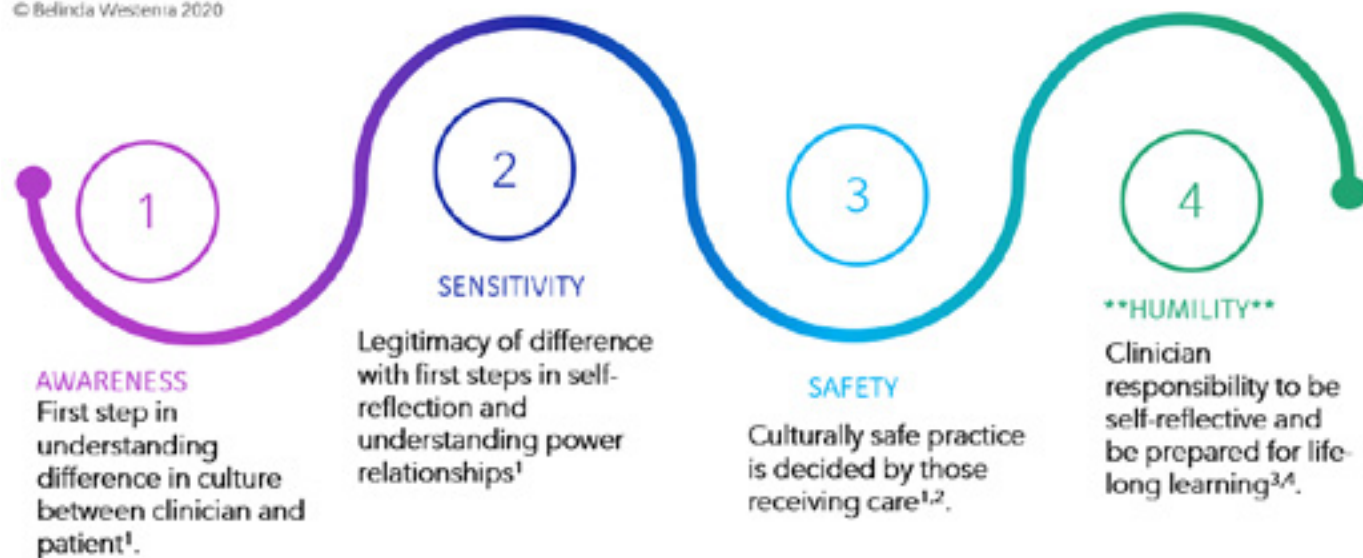 © Belinda Westerna 2020
1
AWARENESS
First step in
understanding
difference in culture
between clinician and
patient¹.
2
SENSITIVITY
Legitimacy of difference
with first steps in self-
reflection and
understanding power
relationships¹
3
SAFETY
Culturally safe practice
is decided by those
receiving care¹,².
4
**HUMILITY**
Clinician
responsibility to be
self-reflective and
be prepared for life-
long learning³,⁴.